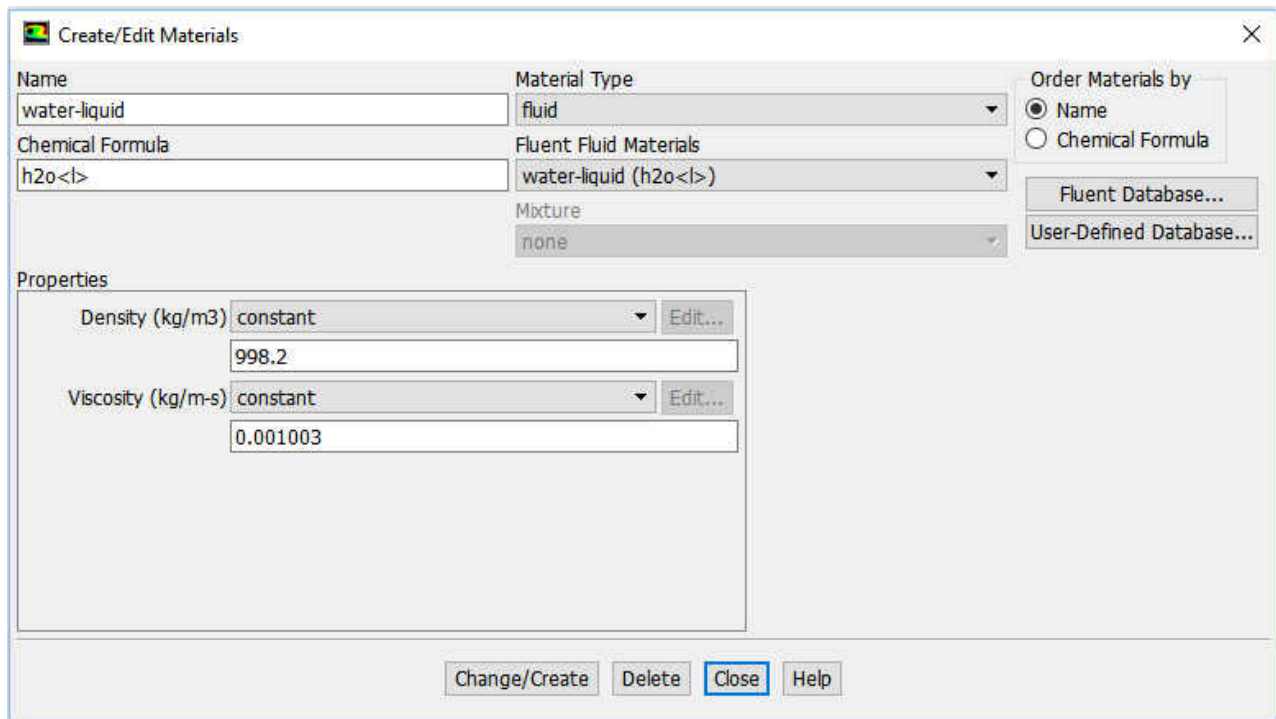 Create/Edit Materials
Name
water-liquid
Chemical Formula
h2o<l>
Material Type
fluid
Fluent Fluid Materials
water-liquid (h2o<l>)
Mixture
none
Order Materials by
Name
Chemical Formula
Fluent Database...
User-Defined Database...
Properties
Density (kg/m3) constant Edit...
998.2
Viscosity (kg/m-s) constant Edit...
0.001003
Change/Create Delete Close Help